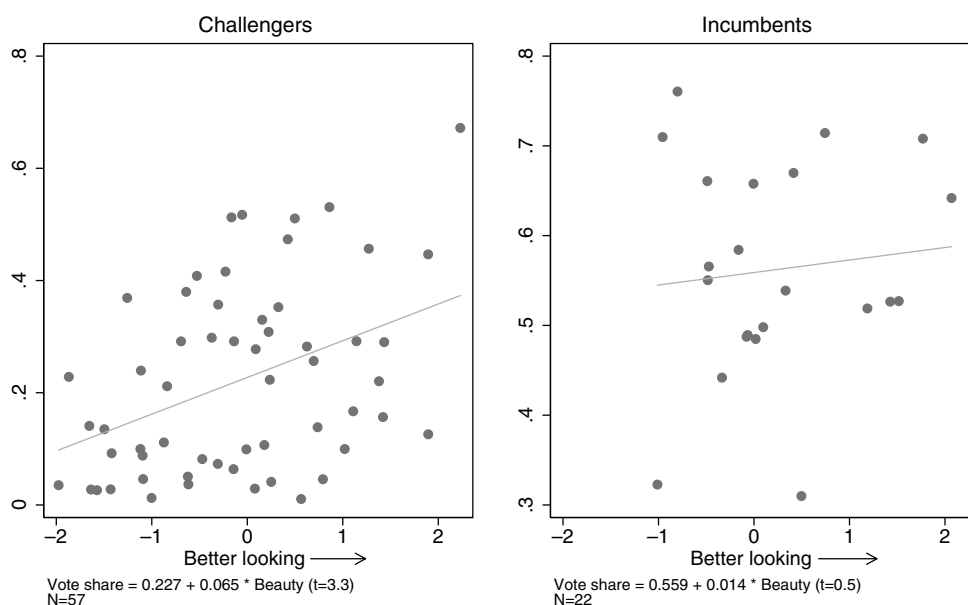 Challengers
.8
.6
.4
.2
0
−2 −1 0 1 2
Better looking
Vote share = 0.227 + 0.065 * Beauty (t=3.3)
N=57
Incumbents
.8
.7
.6
.5
.4
.3
−2 −1 0 1 2
Better looking
Vote share = 0.559 + 0.014 * Beauty (t=0.5)
N=22